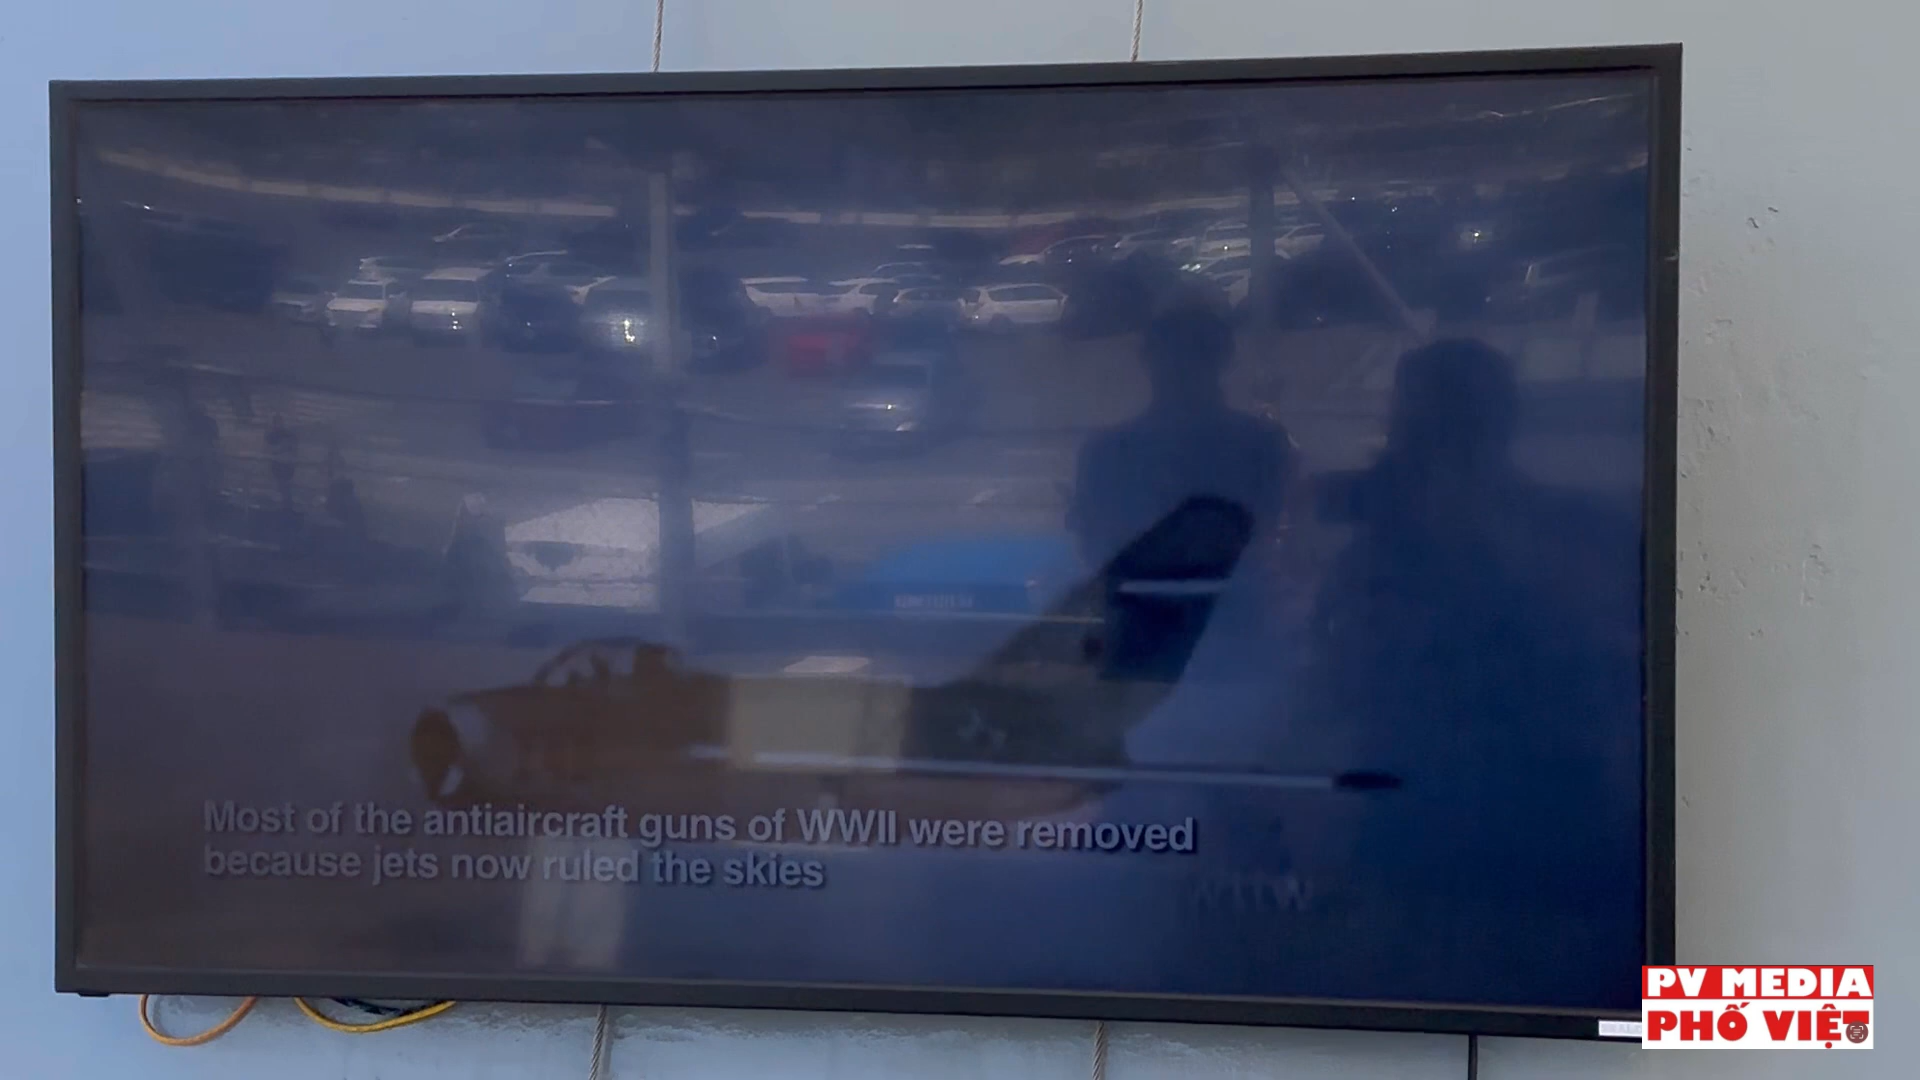 Most of the antiaircraft guns of WWII were removed
because jets now ruled the skies
PV MEDIA
PHỐ VIỆT